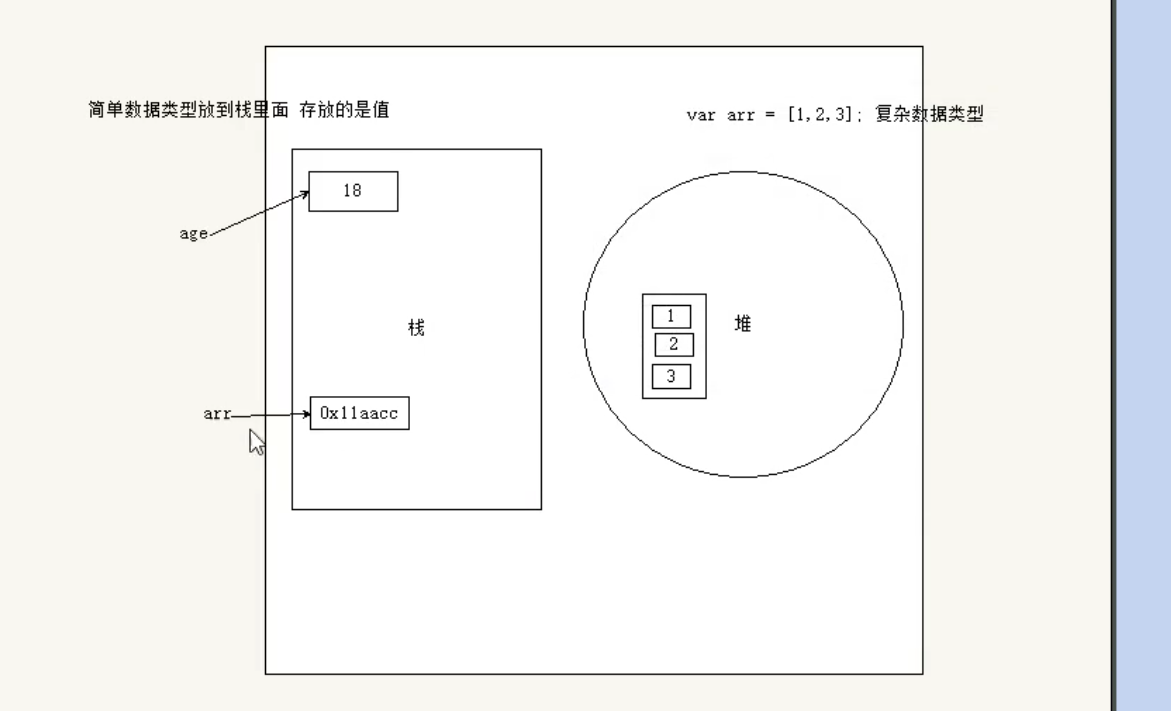 简单数据类型放到栈里面 存放的是值
var arr = [1,2,3]; 复杂数据类型
18
age
栈
arr
0x11aacc
1
2
3
堆